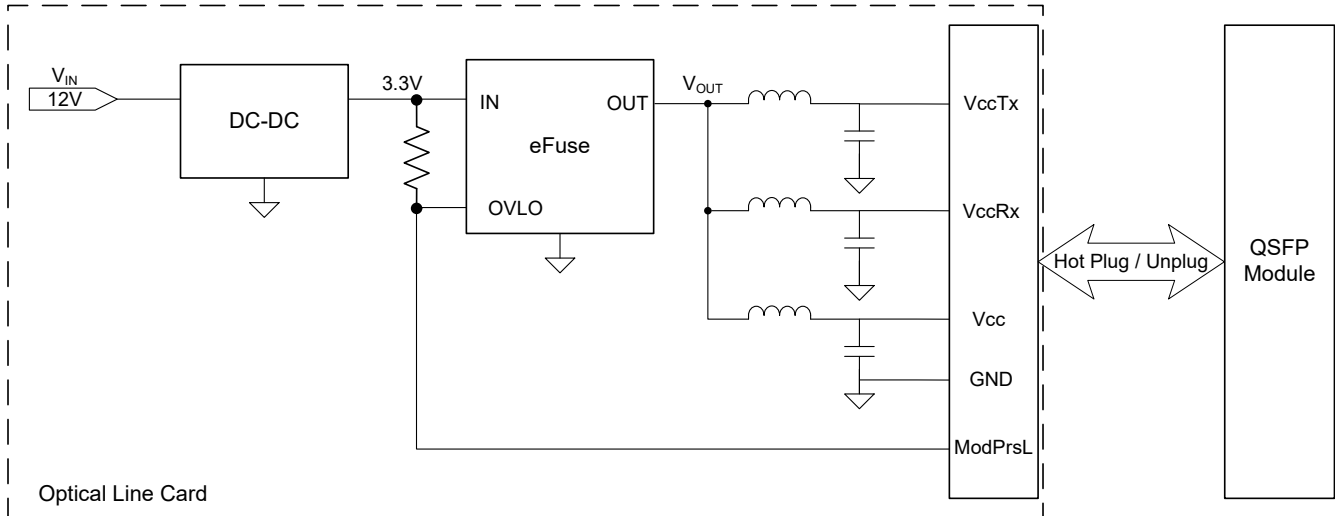 VIN
12V
DC-DC
3.3V
IN
OUT
eFuse
OVLO
VOUT
VccTx
VccRx
Vcc
GND
ModPrsL
Hot Plug / Unplug
QSFP
Module
Optical Line Card